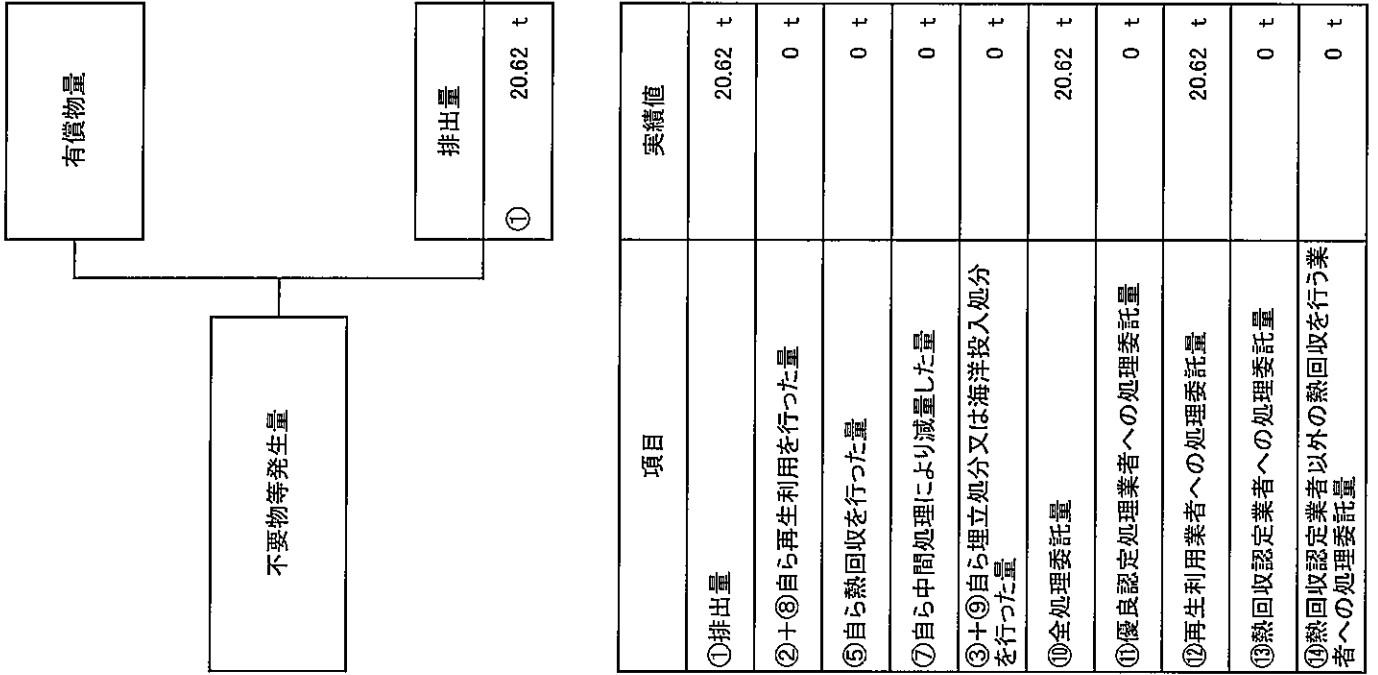 有償物量
不要物等発生量
排出量
① 20.62 t
項目 実績値
①排出量 20.62 t
②+⑧自ら再生利用を行った量 0 t
⑤自ら熱回収を行った量 0 t
⑦自ら中間処理により減量した量 0 t
③+⑨自ら埋立処分又は海洋投入処分
を行った量 0 t
⑩全処理委託量 20.62 t
⑪優良認定処理業者への処理委託量 0 t
⑫再生利用業者への処理委託量 20.62 t
⑬熱回収認定業者への処理委託量 0 t
⑭熱回収認定業者以外の熱回収を行う業
者への処理委託量 0 t